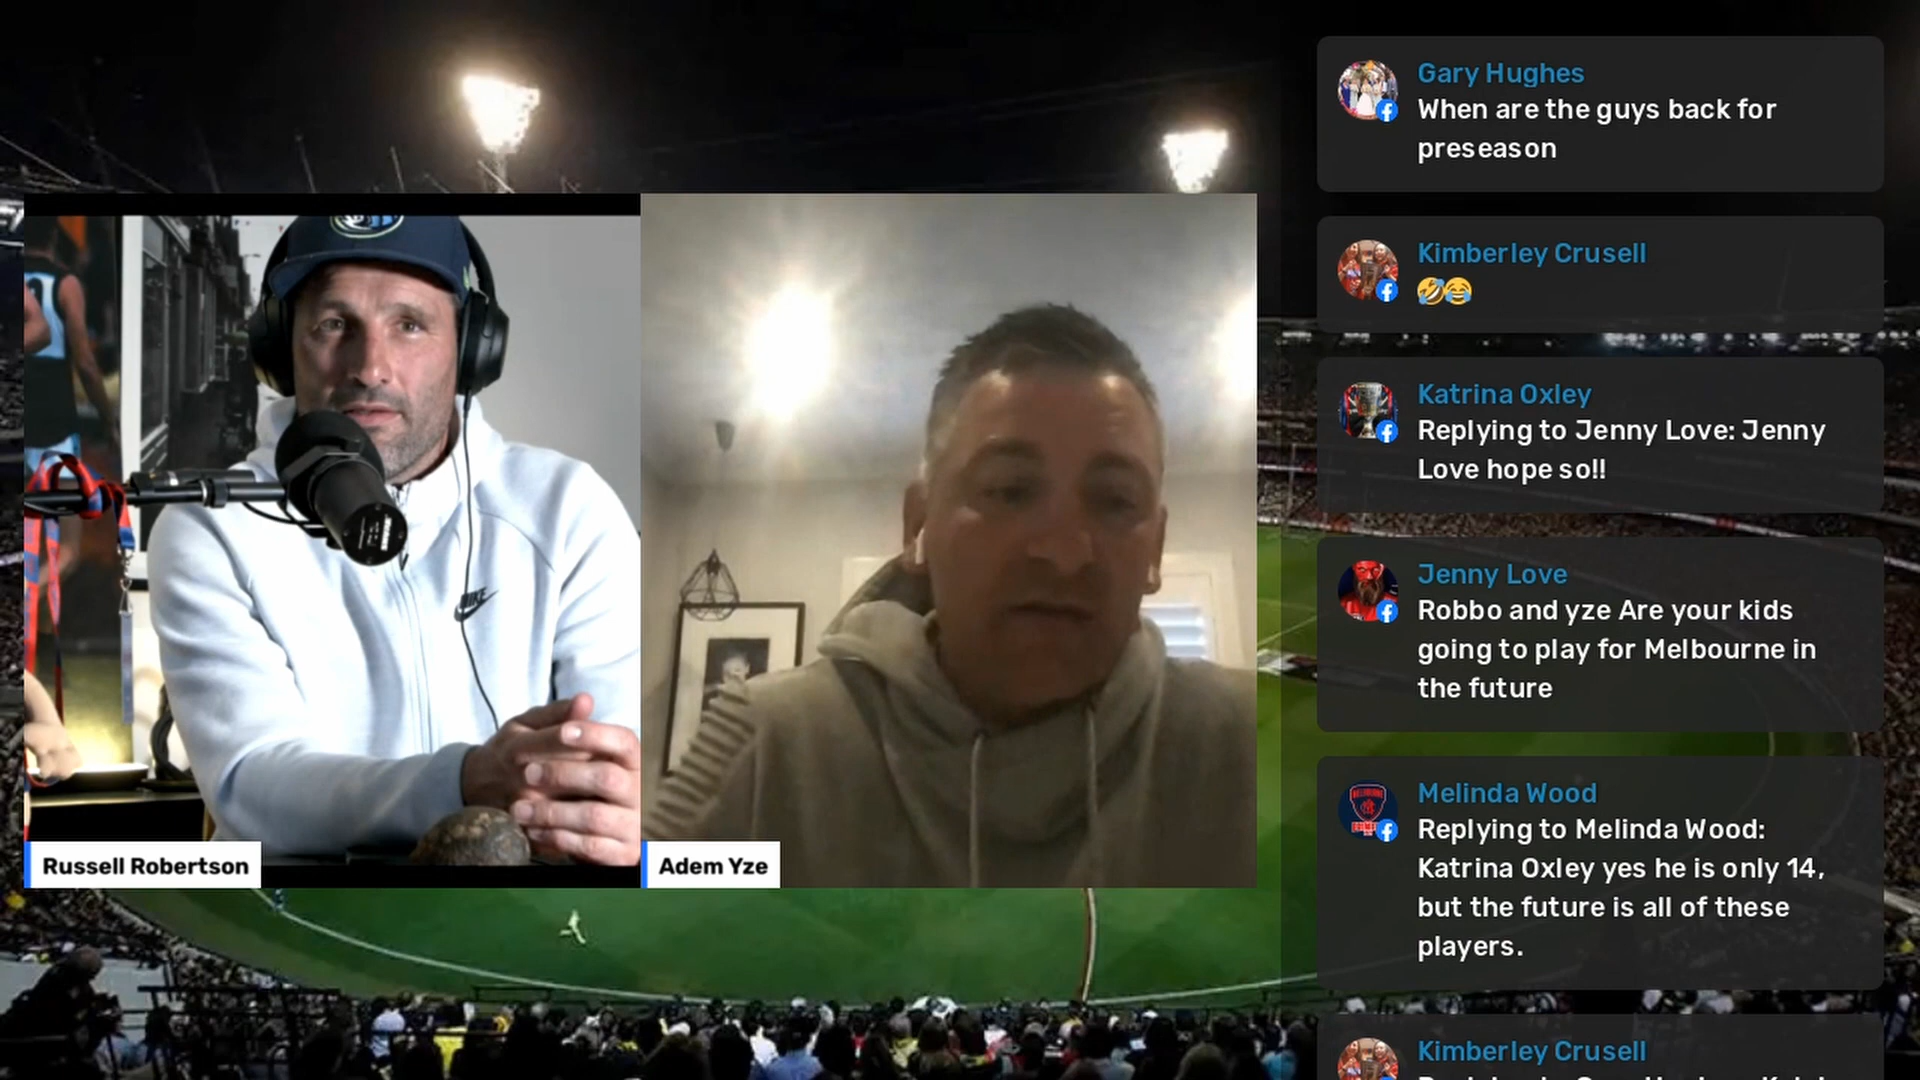 Gary Hughes
When are the guys back for
preseason
Kimberley Crusell
🤣😂
Katrina Oxley
Replying to Jenny Love: Jenny
Love hope so!!
Jenny Love
Robbo and yze Are your kids
going to play for Melbourne in
the future
Melinda Wood
Replying to Melinda Wood:
Katrina Oxley yes he is only 14,
but the future is all of these
players.
Kimberley Crusell
NIKE
Russell Robertson
Adem Yze